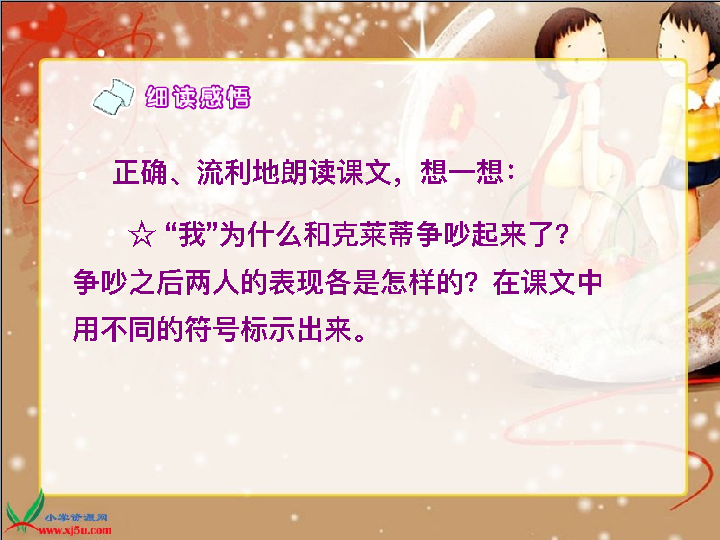 细读感悟
正确、流利地朗读课文，想一想：
☆“我”为什么和克莱蒂争吵起来了？
争吵之后两人的表现各是怎样的？在课文中
用不同的符号标示出来。
小学资源网
www.xj5u.com